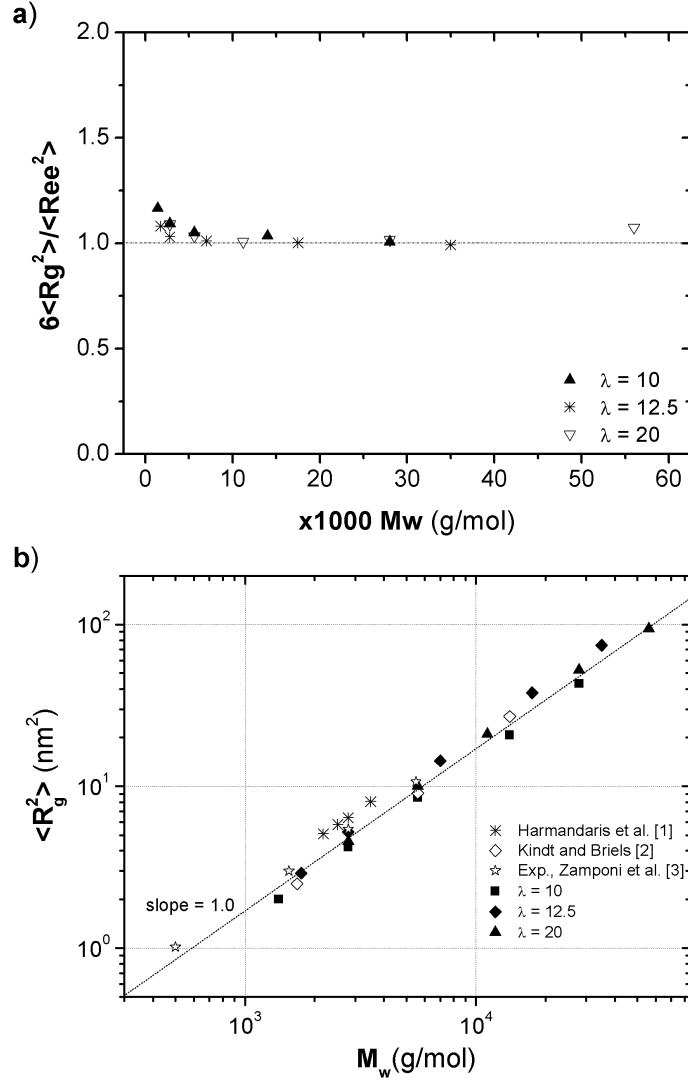 a)
2.0
1.5
1.0
0.5
0.0
6<Rg²>/<Ree²>
λ = 10
λ = 12.5
λ = 20
0 10 20 30 40 50 60
x1000 Mw (g/mol)
b)
10²
10¹
10⁰
<R²g> (nm²)
Harmandaris et al. [1]
Kindt and Briels [2]
Exp., Zamponi et al. [3]
λ = 10
λ = 12.5
λ = 20
slope = 1.0
10³ 10⁴
Mw(g/mol)